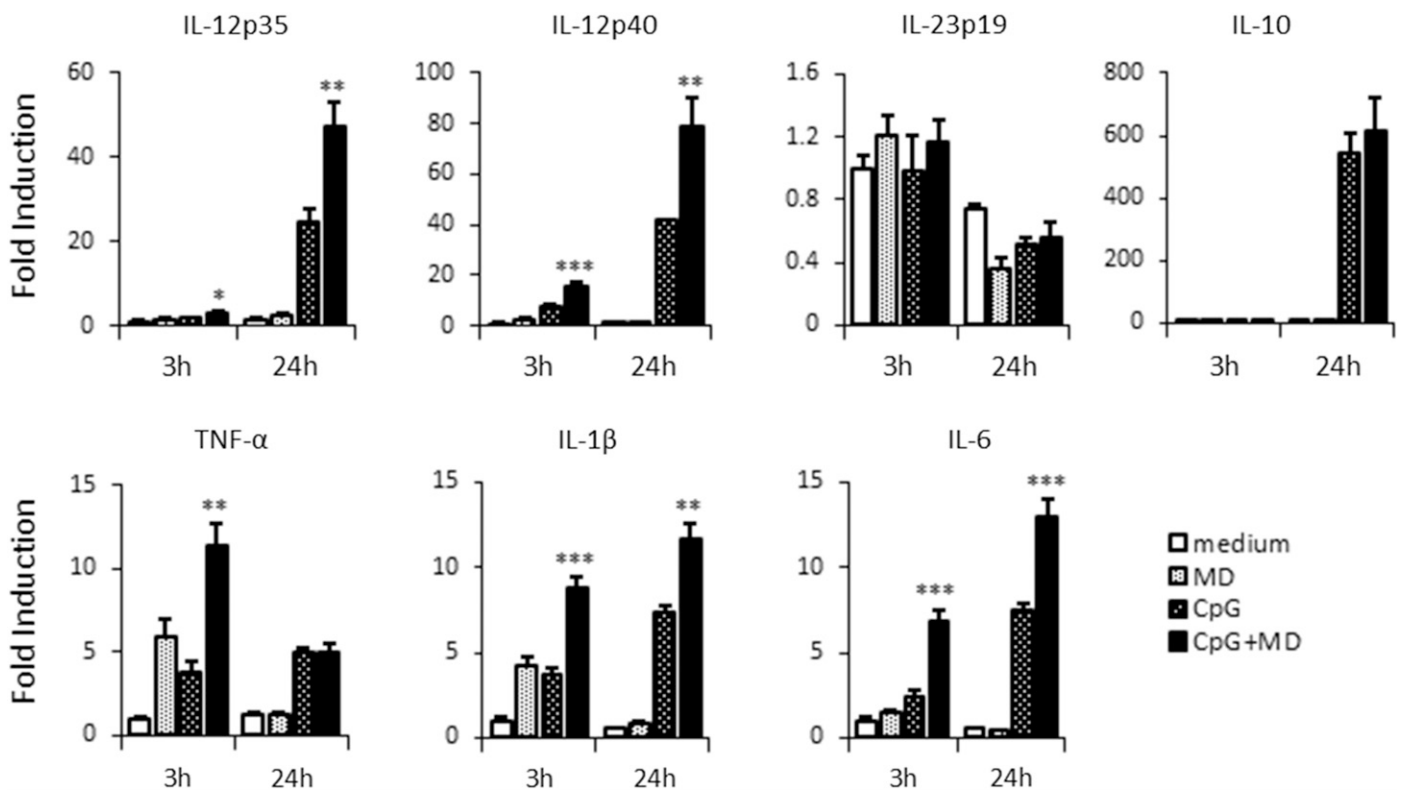 IL-12p35 IL-12p40 IL-23p19 IL-10
Fold Induction
60
40
20
0
*
**
3h 24h
100
80
60
40
20
0
***
**
3h 24h
1.6
1.2
0.8
0.4
0
3h 24h
800
600
400
200
0
3h 24h
TNF-α IL-1β IL-6
Fold Induction
15
10
5
0
**
3h 24h
15
10
5
0
***
**
3h 24h
15
10
5
0
***
***
3h 24h
medium
MD
CpG
CpG+MD